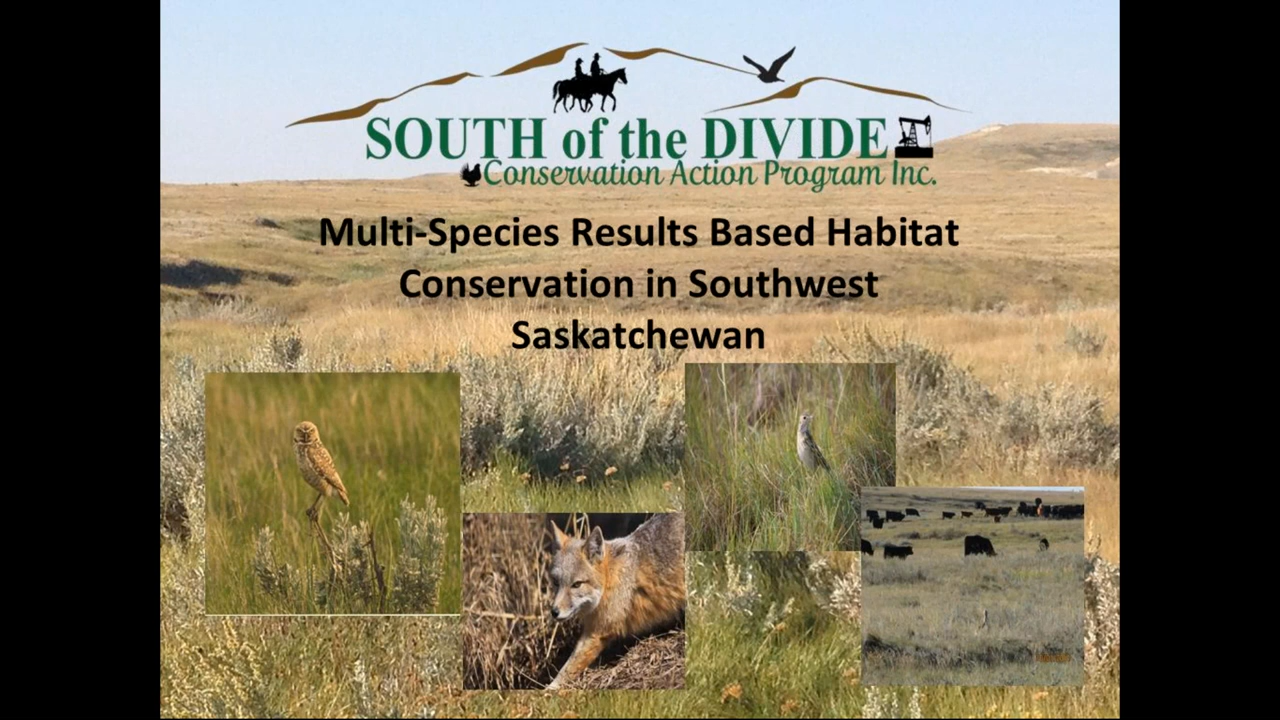 SOUTH of the DIVIDE
Conservation Action Program Inc.
Multi-Species Results Based Habitat
Conservation in Southwest
Saskatchewan